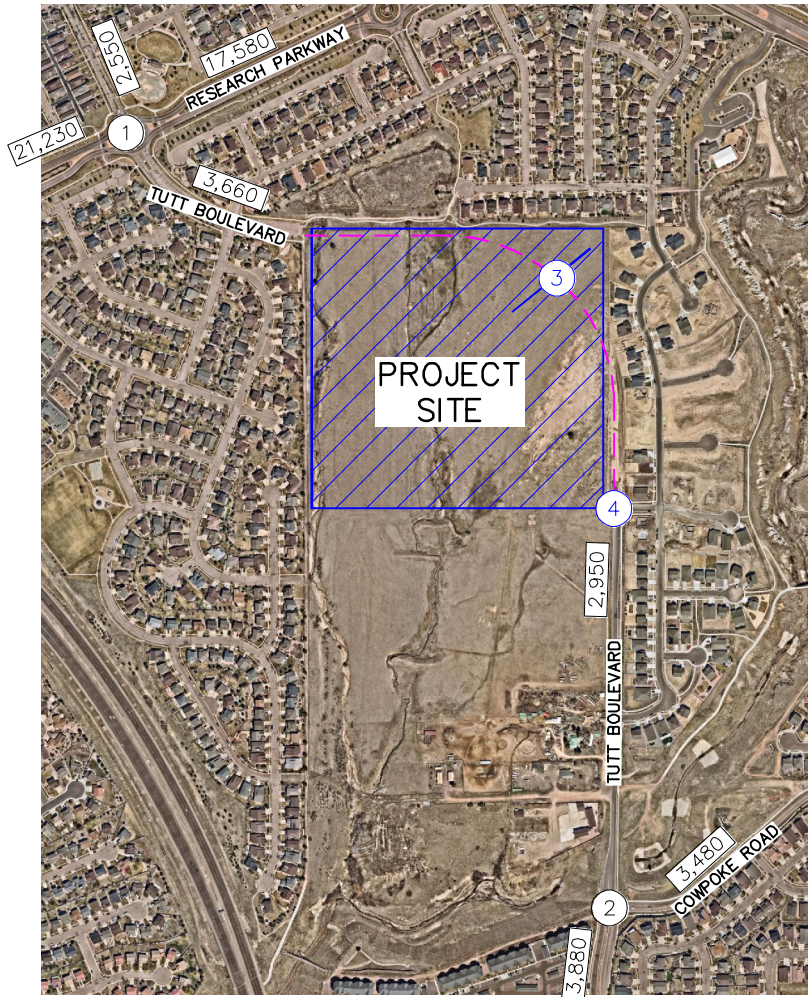 2,550
17,580
RESEARCH PARKWAY
1
21,230
3,660
TUTT BOULEVARD
3
PROJECT
SITE
4
2,950
TUTT BOULEVARD
3,480
COWPOKE ROAD
2
3,880